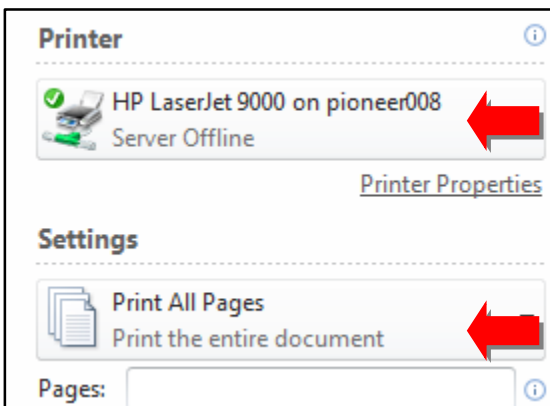 Printer
HP LaserJet 9000 on pioneer008
Server Offline
Printer Properties
Settings
Print All Pages
Print the entire document
Pages: